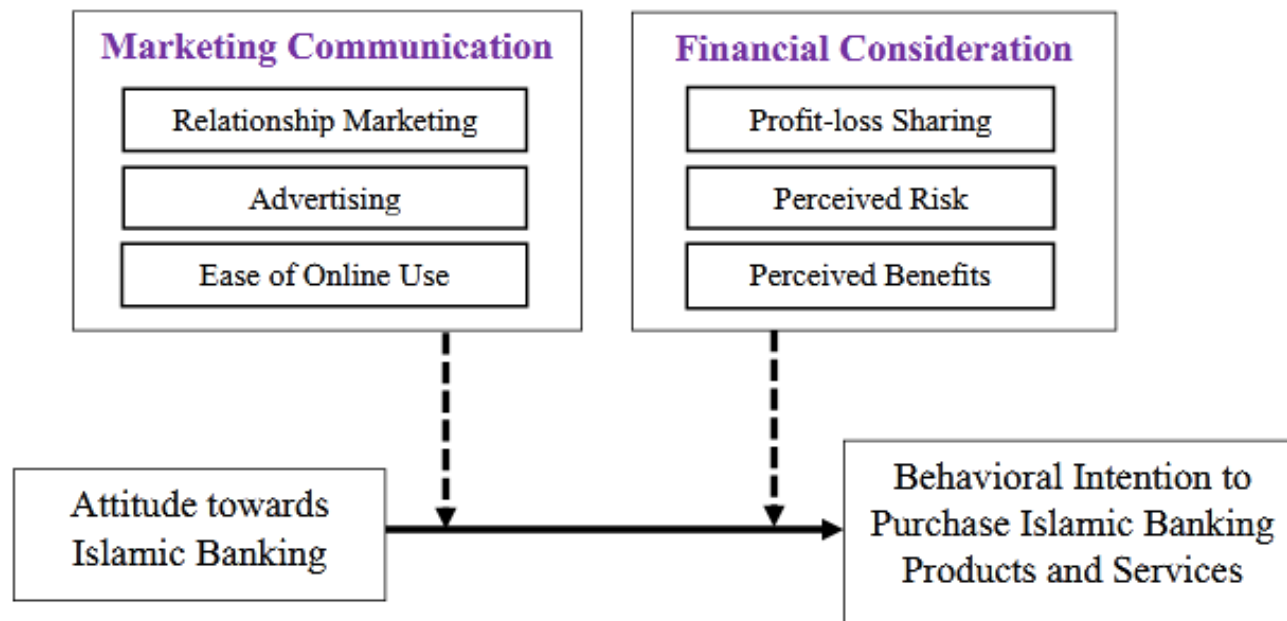 Marketing Communication
Relationship Marketing
Advertising
Ease of Online Use
Financial Consideration
Profit-loss Sharing
Perceived Risk
Perceived Benefits
Attitude towards
Islamic Banking
Behavioral Intention to
Purchase Islamic Banking
Products and Services